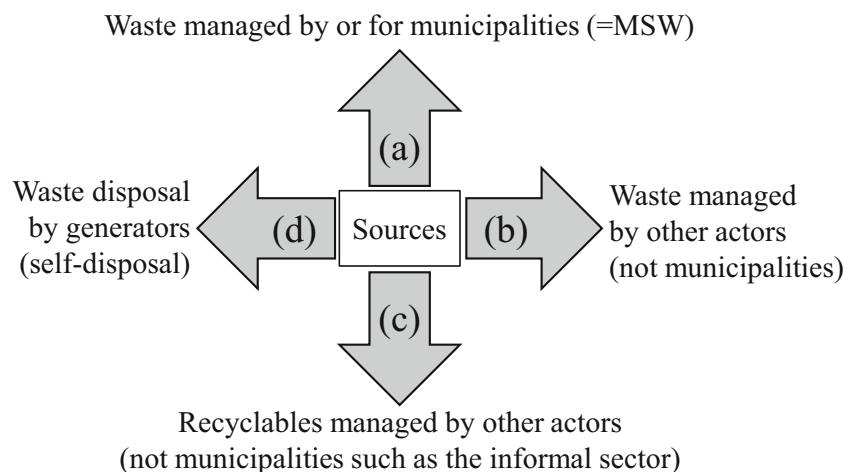 Waste managed by or for municipalities (=MSW)
(a)
Waste disposal
by generators
(self-disposal)
(d)
Sources
(b)
Waste managed
by other actors
(not municipalities)
(c)
Recyclables managed by other actors
(not municipalities such as the informal sector)